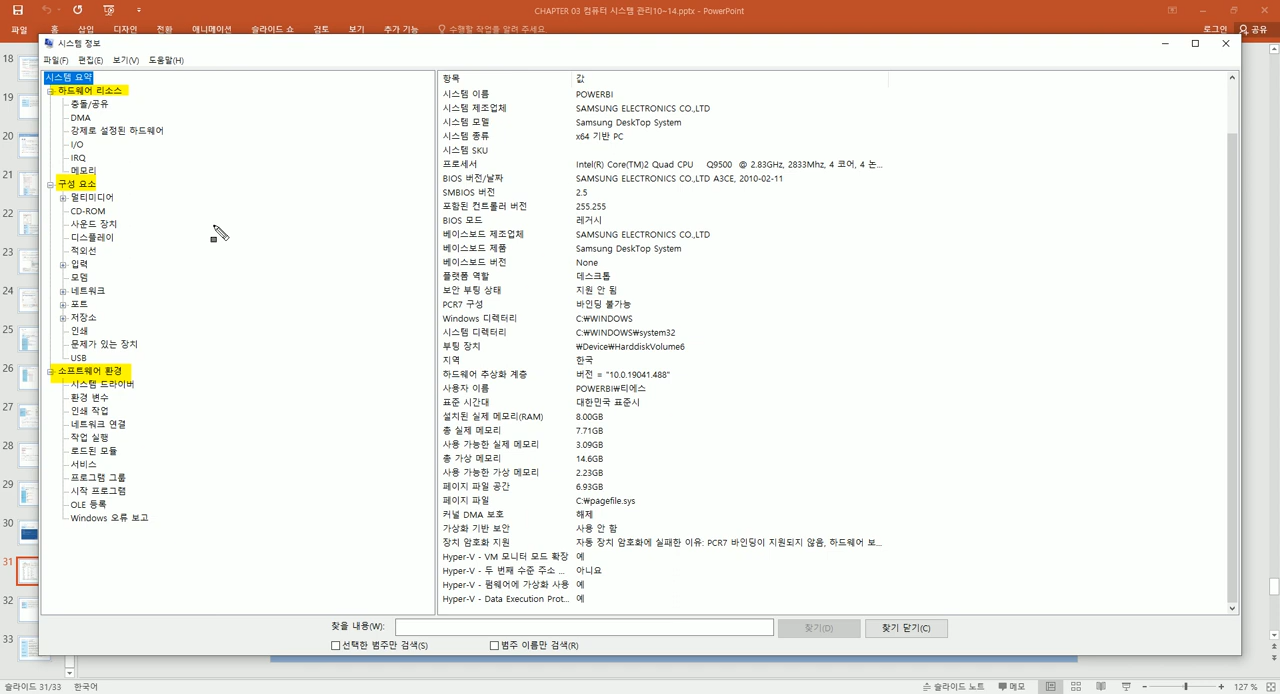 CHAPTER 03 컴퓨터 시스템 관리10~14.pptx - PowerPoint
파일 홈 삽입 디자인 전환 애니메이션 슬라이드 쇼 검토 보기 추가 기능 수행할 작업을 알려 주세요. 로그인 공유
시스템 정보
파일(F) 편집(E) 보기(V) 도움말(H)
시스템 요약
하드웨어 리소스
충돌/공유
DMA
강제로 설정된 하드웨어
I/O
IRQ
메모리
구성 요소
멀티미디어
CD-ROM
사운드 장치
디스플레이
적외선
입력
모뎀
네트워크
포트
저장소
인쇄
문제가 있는 장치
USB
소프트웨어 환경
시스템 드라이버
환경 변수
인쇄 작업
네트워크 연결
작업 실행
로드된 모듈
서비스
프로그램 그룹
시작 프로그램
OLE 등록
Windows 오류 보고
항목 값
시스템 이름 POWERBI
시스템 제조업체 SAMSUNG ELECTRONICS CO.,LTD
시스템 모델 Samsung DeskTop System
시스템 종류 x64 기반 PC
시스템 SKU
프로세서 Intel(R) Core(TM)2 Quad CPU Q9500 @ 2.83GHz, 2833Mhz, 4 코어, 4 논...
BIOS 버전/날짜 SAMSUNG ELECTRONICS CO.,LTD A3CE, 2010-02-11
SMBIOS 버전 2.5
포함된 컨트롤러 버전 255.255
BIOS 모드 레거시
베이스보드 제조업체 SAMSUNG ELECTRONICS CO.,LTD
베이스보드 제품 Samsung DeskTop System
베이스보드 버전 None
플랫폼 역할 데스크톱
보안 부팅 상태 지원 안 됨
PCR7 구성 바인딩 불가능
Windows 디렉터리 C:₩WINDOWS
시스템 디렉터리 C:₩WINDOWS₩system32
부팅 장치 ₩Device₩HarddiskVolume6
지역 한국
하드웨어 추상화 계층 버전 = "10.0.19041.488"
사용자 이름 POWERBI₩티에스
표준 시간대 대한민국 표준시
설치된 실제 메모리(RAM) 8.00GB
총 실제 메모리 7.71GB
사용 가능한 실제 메모리 3.09GB
총 가상 메모리 14.6GB
사용 가능한 가상 메모리 2.23GB
페이지 파일 공간 6.93GB
페이지 파일 C:₩pagefile.sys
커널 DMA 보호 해제
가상화 기반 보안 사용 안 함
장치 암호화 지원 자동 장치 암호화에 실패한 이유: PCR7 바인딩이 지원되지 않음, 하드웨어 보...
Hyper-V - VM 모니터 모드 확장 예
Hyper-V - 두 번째 수준 주소 ... 아니요
Hyper-V - 펌웨어에 가상화 사용 예
Hyper-V - Data Execution Prot... 예
찾을 내용(W): 찾기(D) 찾기 닫기(C)
선택한 범주만 검색(S) 범주 이름만 검색(R)
18
19
20
21
22
23
24
25
26
27
28
29
30
31
32
33
슬라이드 31/33 한국어 슬라이드 노트 메모 127 %